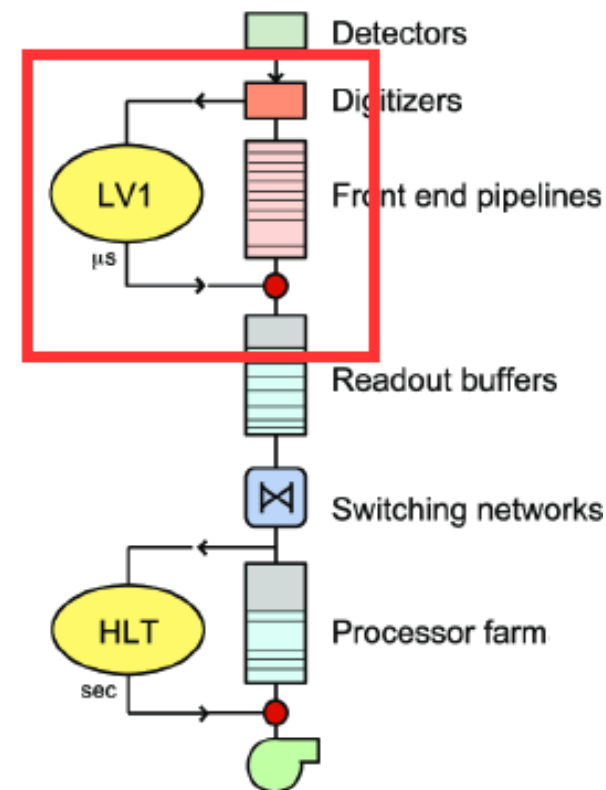 Detectors
Digitizers
LV1
Front end pipelines
μs
Readout buffers
Switching networks
HLT
Processor farm
sec